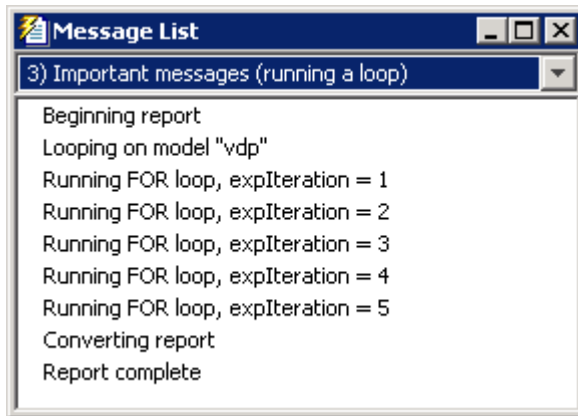 Message List
3) Important messages (running a loop)
Beginning report
Looping on model "vdp"
Running FOR loop, expIteration = 1
Running FOR loop, expIteration = 2
Running FOR loop, expIteration = 3
Running FOR loop, expIteration = 4
Running FOR loop, expIteration = 5
Converting report
Report complete